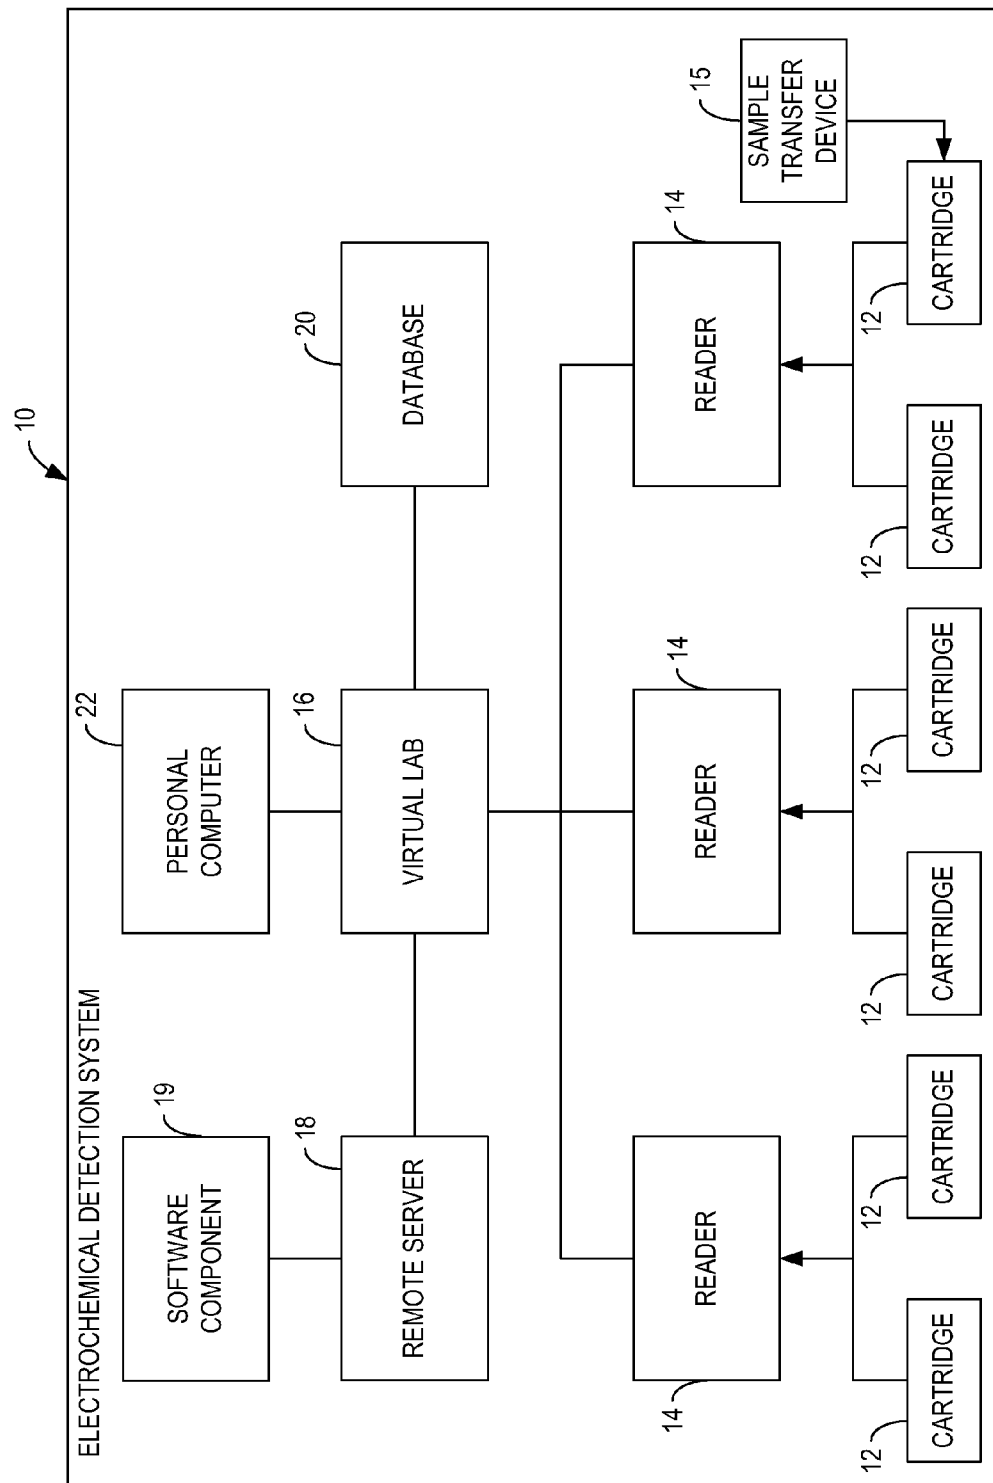 10
ELECTROCHEMICAL DETECTION SYSTEM
19
SOFTWARE
COMPONENT
22
PERSONAL
COMPUTER
18
REMOTE SERVER
16
VIRTUAL LAB
20
DATABASE
14
READER
14
READER
14
READER
15
SAMPLE
TRANSFER
DEVICE
12
CARTRIDGE
12
CARTRIDGE
12
CARTRIDGE
12
CARTRIDGE
12
CARTRIDGE
12
CARTRIDGE